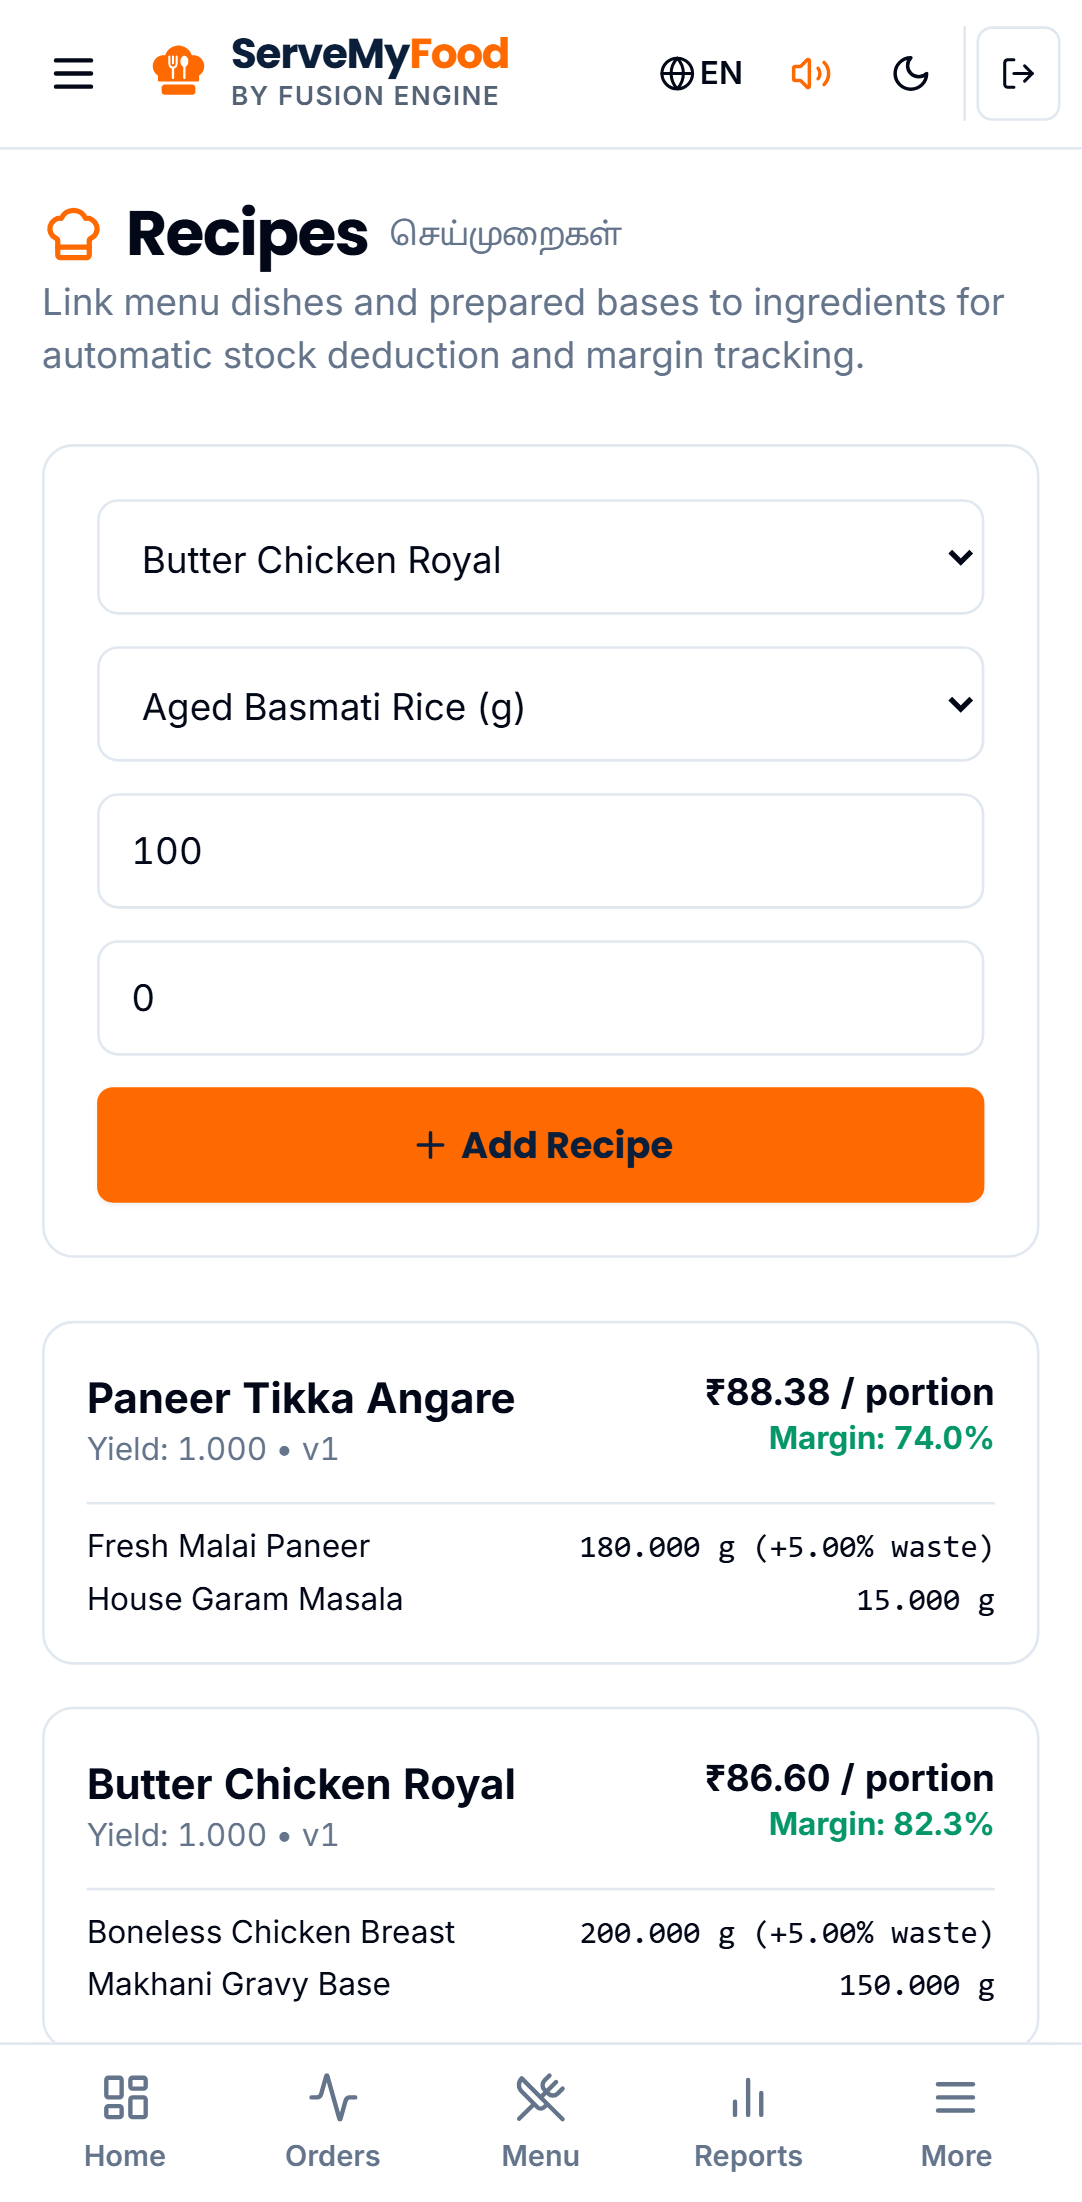 ServeMyFood
BY FUSION ENGINE
EN
Recipes செய்முறைகள்
Link menu dishes and prepared bases to ingredients for
automatic stock deduction and margin tracking.
Butter Chicken Royal
Aged Basmati Rice (g)
100
0
+ Add Recipe
Paneer Tikka Angare
₹88.38 / portion
Yield: 1.000 • v1
Margin: 74.0%
Fresh Malai Paneer 180.000 g (+5.00% waste)
House Garam Masala 15.000 g
Butter Chicken Royal
₹86.60 / portion
Yield: 1.000 • v1
Margin: 82.3%
Boneless Chicken Breast 200.000 g (+5.00% waste)
Makhani Gravy Base 150.000 g
Home Orders Menu Reports More